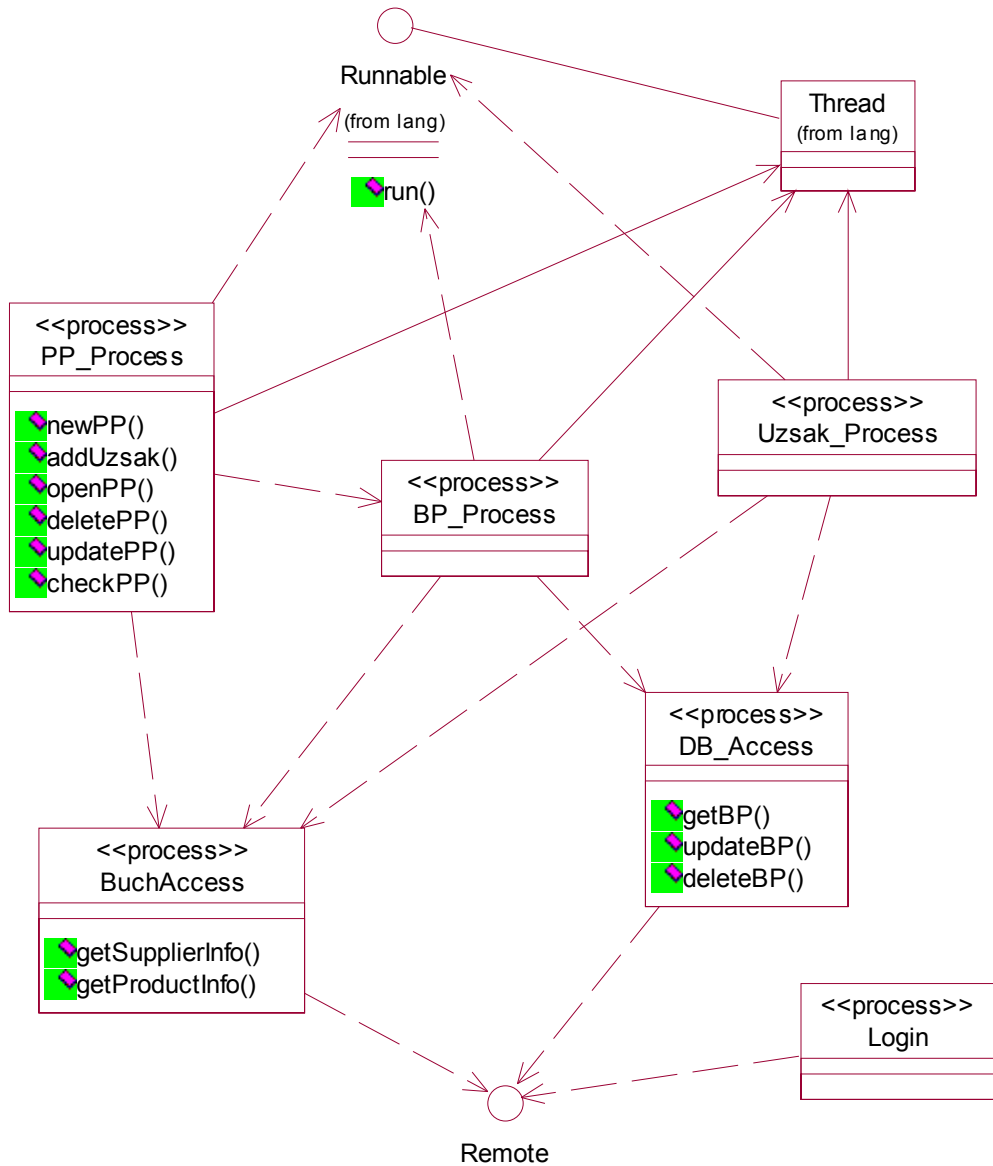 Runnable
(from lang)
run()
Thread
(from lang)
<<process>>
PP_Process
newPP()
addUzsak()
openPP()
deletePP()
updatePP()
checkPP()
<<process>>
BP_Process
<<process>>
Uzsak_Process
<<process>>
DB_Access
getBP()
updateBP()
deleteBP()
<<process>>
BuchAccess
getSupplierInfo()
getProductInfo()
<<process>>
Login
Remote